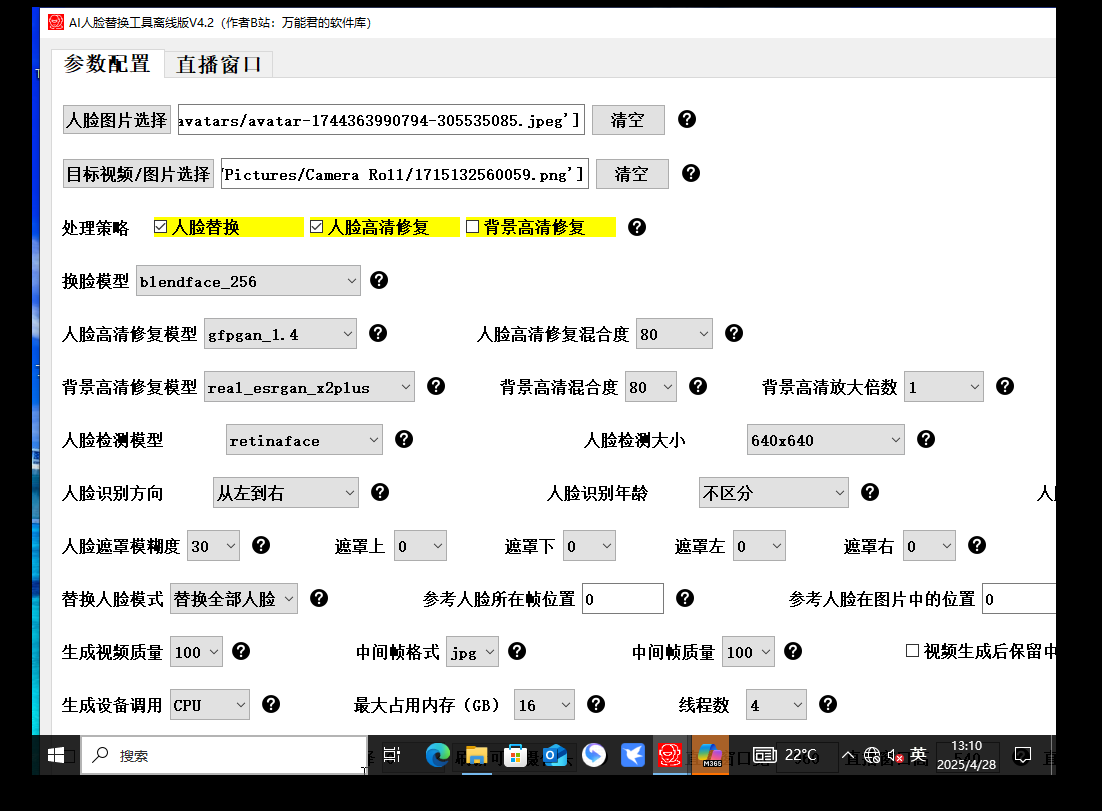 AI人脸替换工具离线版V4.2（作者B站：万能君的软件库）
参数配置 直播窗口
人脸图片选择 avatars/avatar-1744363990794-305535085.jpeg'] 清空
目标视频/图片选择 'Pictures/Camera Roll/1715132560059.png'] 清空
处理策略 人脸替换 人脸高清修复 背景高清修复
换脸模型 blendface_256
人脸高清修复模型 gfpgan_1.4 人脸高清修复混合度 80
背景高清修复模型 real_esrgan_x2plus 背景高清混合度 80 背景高清放大倍数 1
人脸检测模型 retinaface 人脸检测大小 640x640
人脸识别方向 从左到右 人脸识别年龄 不区分 人
人脸遮罩模糊度 30 遮罩上 0 遮罩下 0 遮罩左 0 遮罩右 0
替换人脸模式 替换全部人脸 参考人脸所在帧位置 0 参考人脸在图片中的位置 0
生成视频质量 100 中间帧格式 jpg 中间帧质量 100 视频生成后保留中
生成设备调用 CPU 最大占用内存（GB） 16 线程数 4
搜索 M365 22°C 英 13:10
2025/4/28